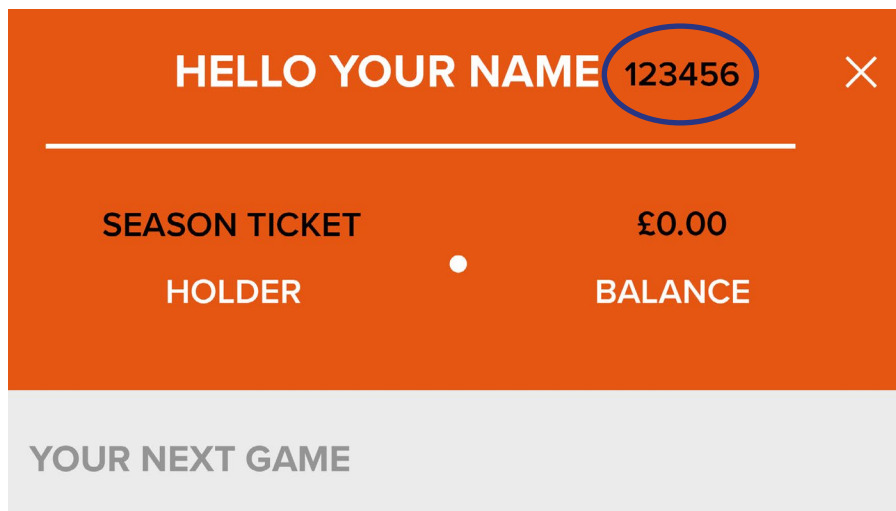 HELLO YOUR NAME 123456
SEASON TICKET £0.00
HOLDER BALANCE
YOUR NEXT GAME